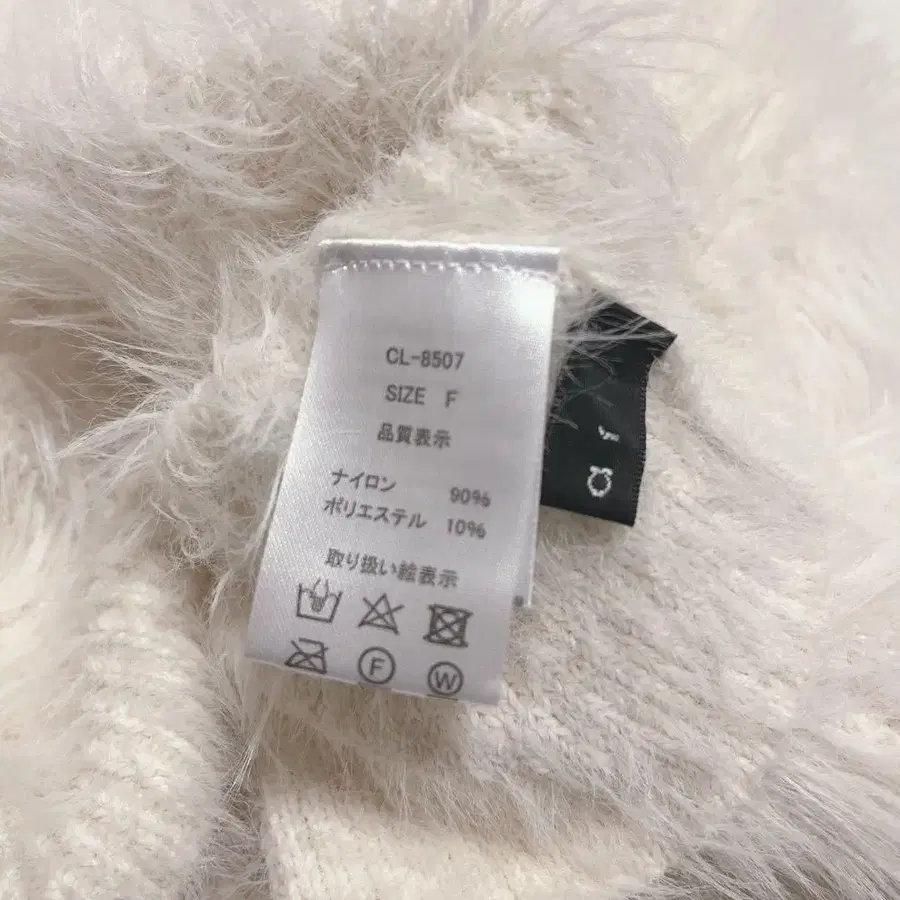 CL-8507
SIZE F
品質表示
ナイロン 90%
ポリエステル 10%
取り扱い絵表示
F
W